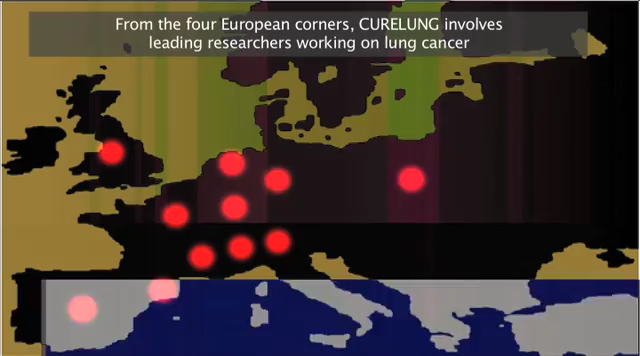 From the four European corners, CURELUNG involves
leading researchers working on lung cancer